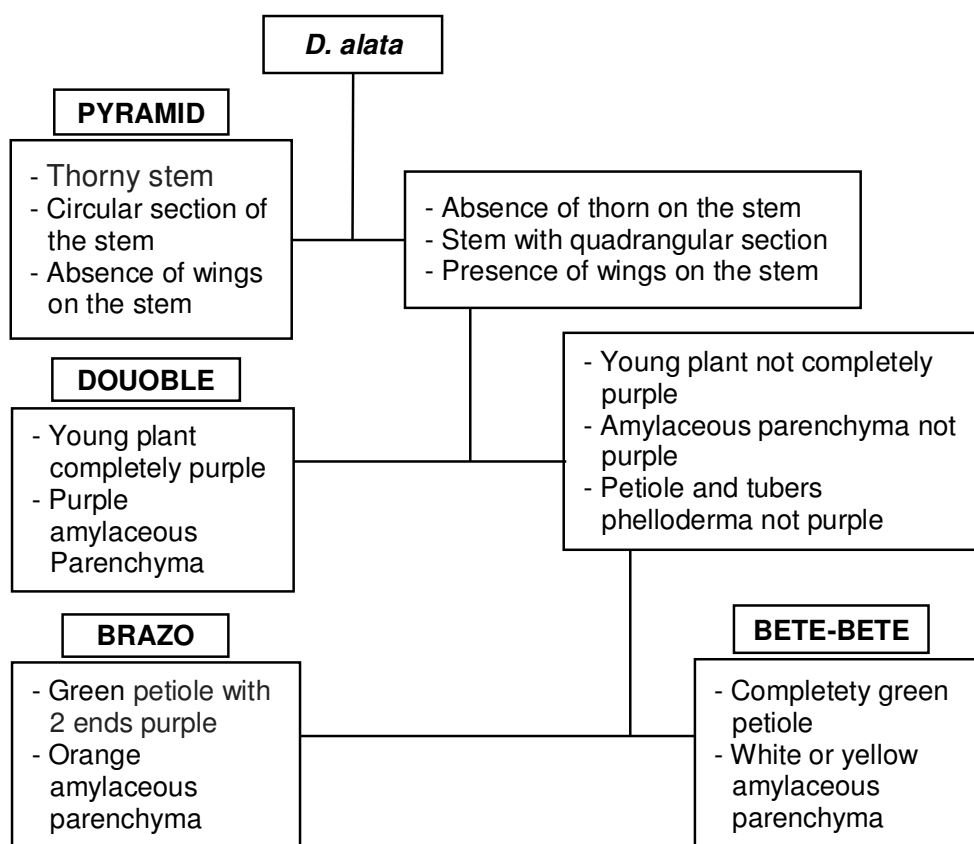 D. alata
PYRAMID
- Thorny stem
- Circular section of
the stem
- Absence of wings
on the stem
- Absence of thorn on the stem
- Stem with quadrangular section
- Presence of wings on the stem
DOUOBLE
- Young plant
completely purple
- Purple
amylaceous
Parenchyma
- Young plant not completely
purple
- Amylaceous parenchyma not
purple
- Petiole and tubers
phelloderma not purple
BRAZO
- Green petiole with
2 ends purple
- Orange
amylaceous
parenchyma
BETE-BETE
- Completety green
petiole
- White or yellow
amylaceous
parenchyma